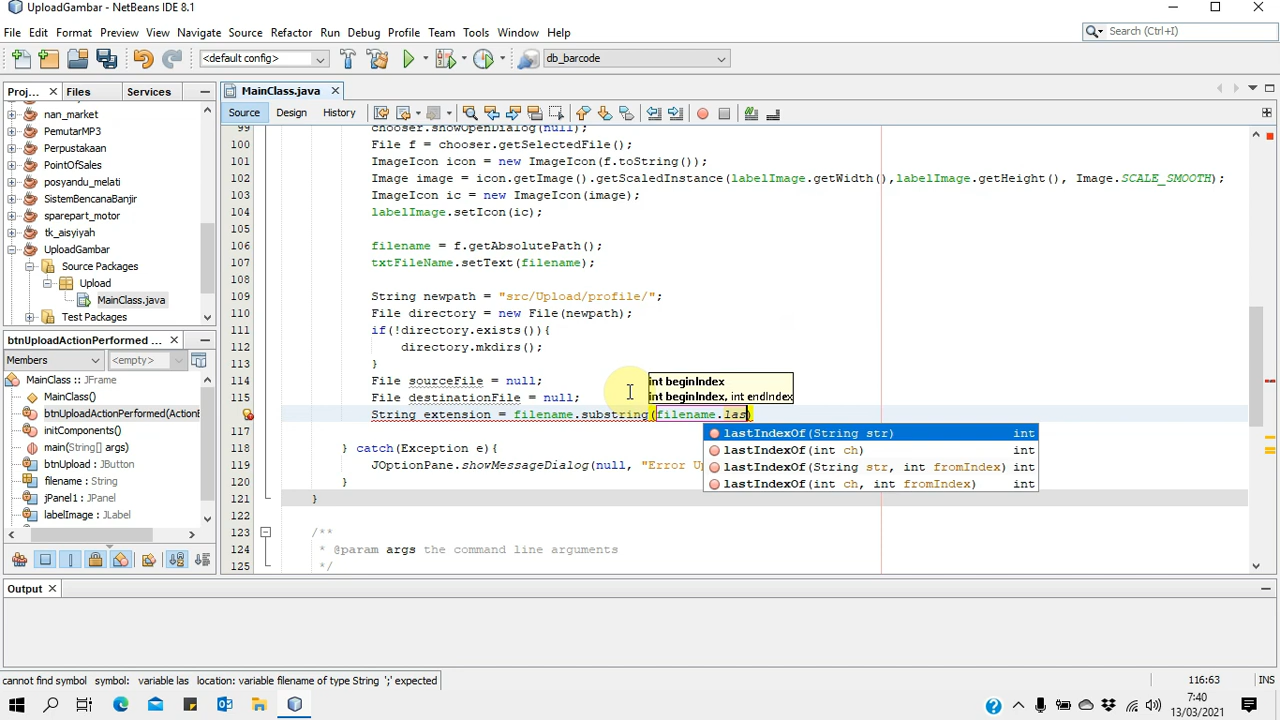 UploadGambar - NetBeans IDE 8.1
File Edit Format Preview View Navigate Source Refactor Run Debug Profile Team Tools Window Help
Search (Ctrl+I)
<default config>
db_barcode
Proj... Files Services
MainClass.java
Source Design History
nan_market
PemutarMP3
Perpustakaan
PointOfSales
posyandu_melati
SistemBencanaBanjir
sparepart_motor
tk_aisyiyah
UploadGambar
Source Packages
Upload
MainClass.java
Test Packages
btnUploadActionPerformed ...
Members <empty>
MainClass :: JFrame
MainClass()
btnUploadActionPerformed(ActionE
initComponents()
main(String[] args)
btnUpload : JButton
filename : String
jPanel1 : JPanel
labelImage : JLabel
99 chooser.showOpenDialog(null);
100 File f = chooser.getSelectedFile();
101 ImageIcon icon = new ImageIcon(f.toString());
102 Image image = icon.getImage().getScaledInstance(labelImage.getWidth(),labelImage.getHeight(), Image.SCALE_SMOOTH);
103 ImageIcon ic = new ImageIcon(image);
104 labelImage.setIcon(ic);
105
106 filename = f.getAbsolutePath();
107 txtFileName.setText(filename);
108
109 String newpath = "src/Upload/profile/";
110 File directory = new File(newpath);
111 if(!directory.exists()){
112 directory.mkdirs();
113 }
114 File sourceFile = null;
int beginIndex
115 File destinationFile = null;
int beginIndex, int endIndex
String extension = filename.substring(filename.las)
117
lastIndexOf(String str) int
118 } catch(Exception e){
lastIndexOf(int ch) int
119 JOptionPane.showMessageDialog(null, "Error Up
lastIndexOf(String str, int fromIndex) int
120 }
lastIndexOf(int ch, int fromIndex) int
121 }
122
123 /**
124 * @param args the command line arguments
125 */
Output
cannot find symbol symbol: variable las location: variable filename of type String ';' expected
116:63 INS
7:40
13/03/2021